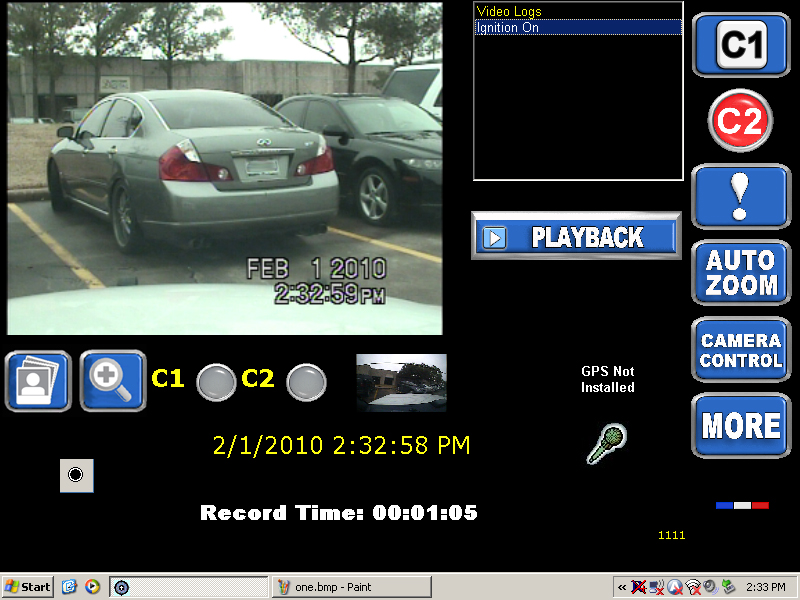 Video Logs
Ignition On
C1
C2
!
PLAYBACK
AUTO
ZOOM
FEB 1 2010
2:32:59PM
CAMERA
CONTROL
C1
C2
GPS Not
Installed
MORE
2/1/2010 2:32:58 PM
Record Time: 00:01:05
1111
Start
one.bmp - Paint
«
2:33 PM